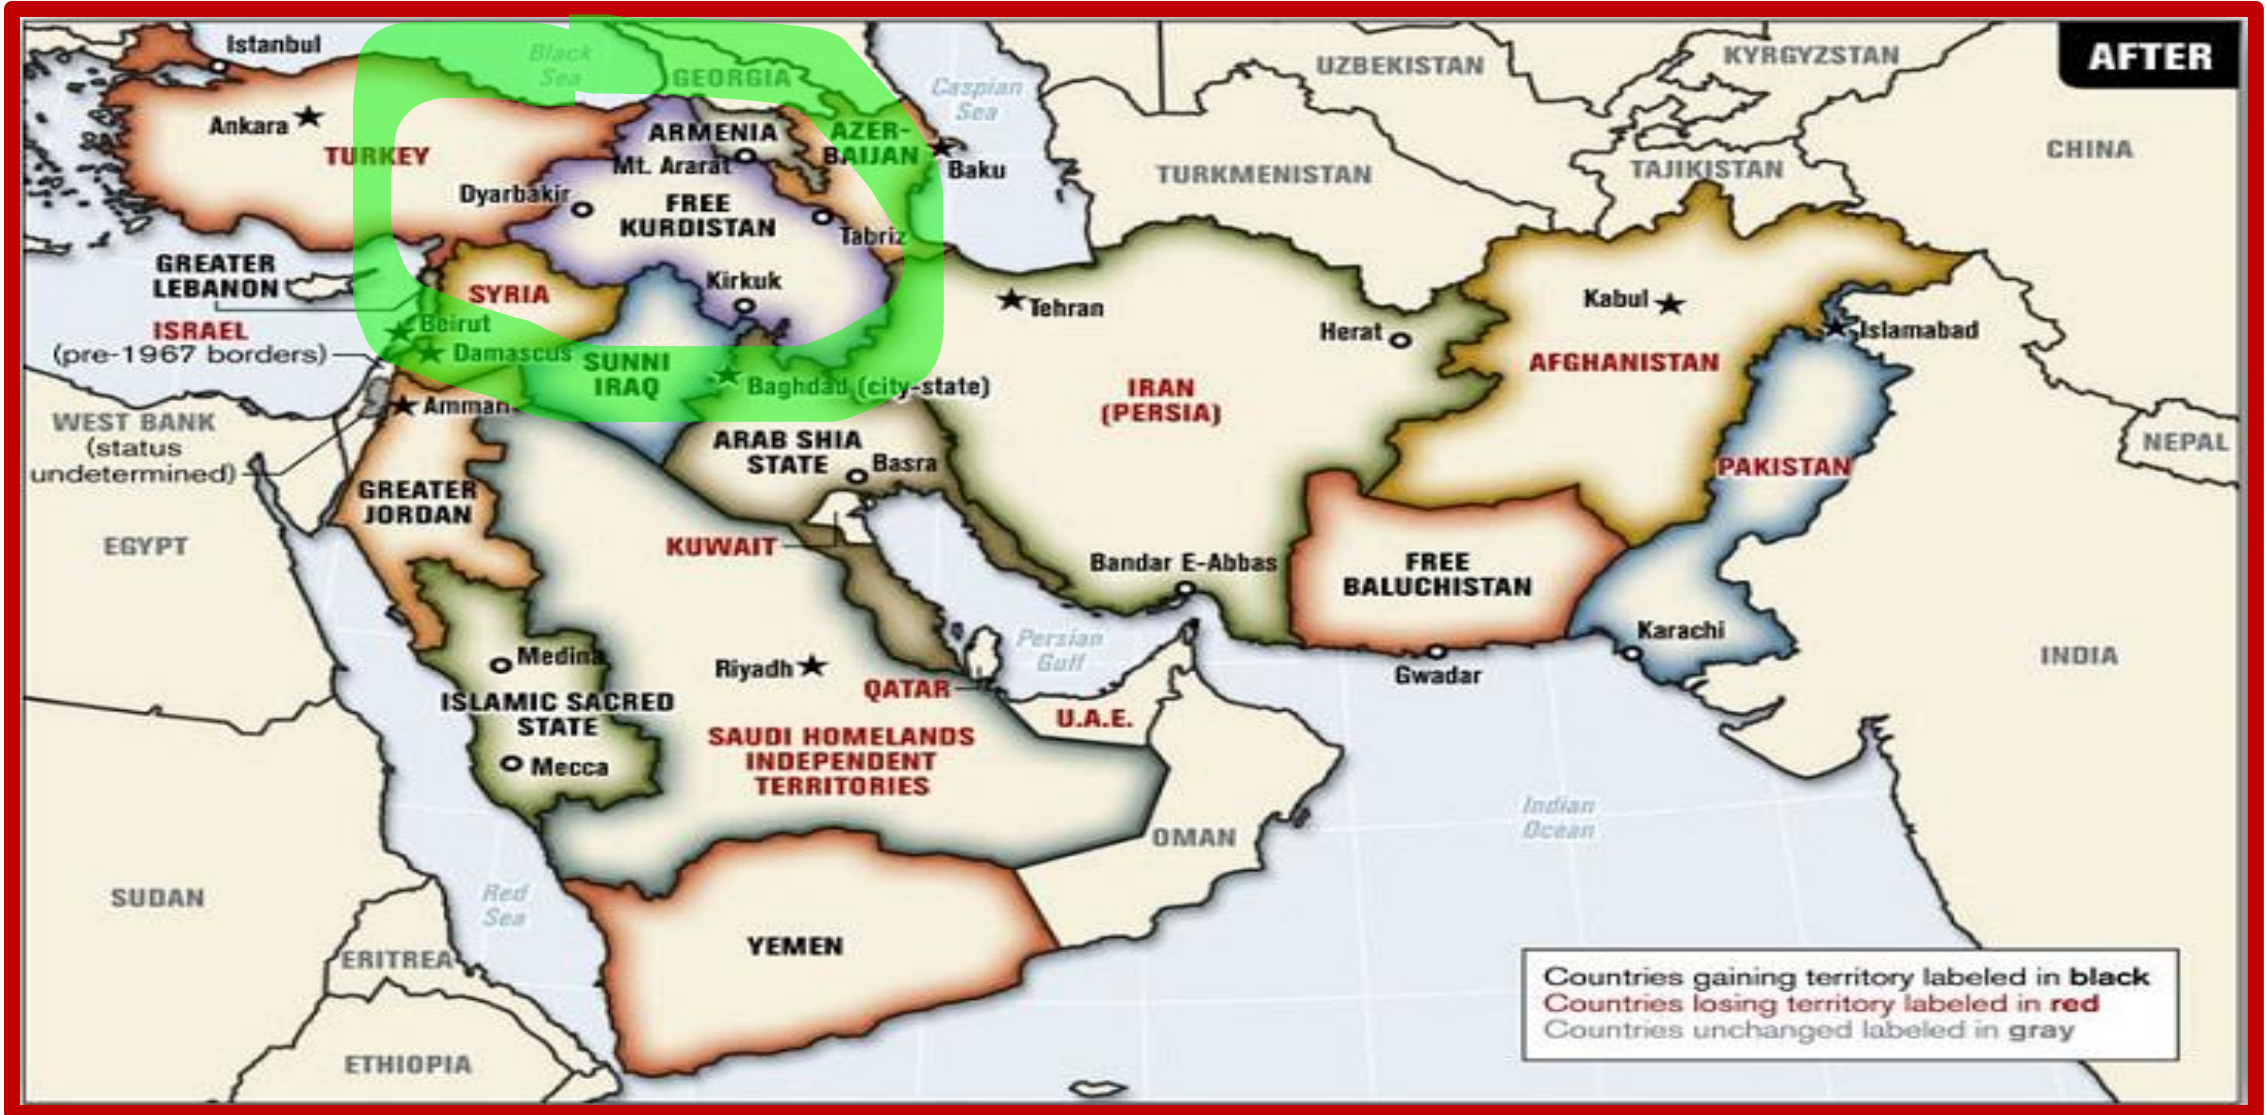 AFTER
Istanbul
Black
Sea
GEORGIA
Caspian
Sea
UZBEKISTAN
KYRGYZSTAN
Ankara
TURKEY
ARMENIA
Mt. Ararat
AZER-
BAIJAN
Baku
TURKMENISTAN
TAJIKISTAN
CHINA
Dyarbakir
FREE
KURDISTAN
Tabriz
GREATER
LEBANON
SYRIA
Kirkuk
Tehran
Herat
Kabul
Islamabad
ISRAEL
(pre-1967 borders)
Beirut
Damascus
SUNNI
IRAQ
Baghdad (city-state)
IRAN
(PERSIA)
AFGHANISTAN
WEST BANK
(status
undetermined)
Amman
ARAB SHIA
STATE
Basra
PAKISTAN
NEPAL
GREATER
JORDAN
EGYPT
KUWAIT
Bandar E-Abbas
FREE
BALUCHISTAN
Karachi
Gwadar
INDIA
Medina
Riyadh
Persian
Gulf
QATAR
ISLAMIC SACRED
STATE
Mecca
U.A.E.
SAUDI HOMELANDS
INDEPENDENT
TERRITORIES
OMAN
Indian
Ocean
SUDAN
Red
Sea
ERITREA
YEMEN
ETHIOPIA
Countries gaining territory labeled in black
Countries losing territory labeled in red
Countries unchanged labeled in gray